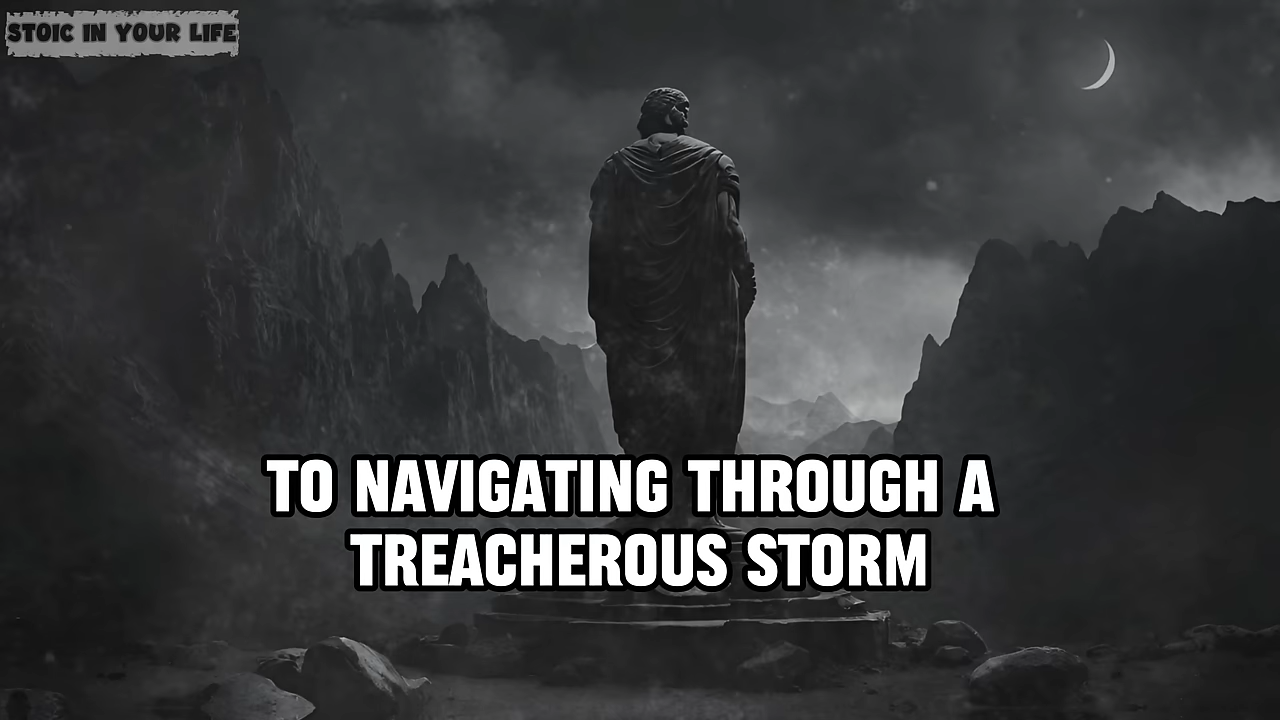 STOIC IN YOUR LIFE
TO NAVIGATING THROUGH A
TREACHEROUS STORM